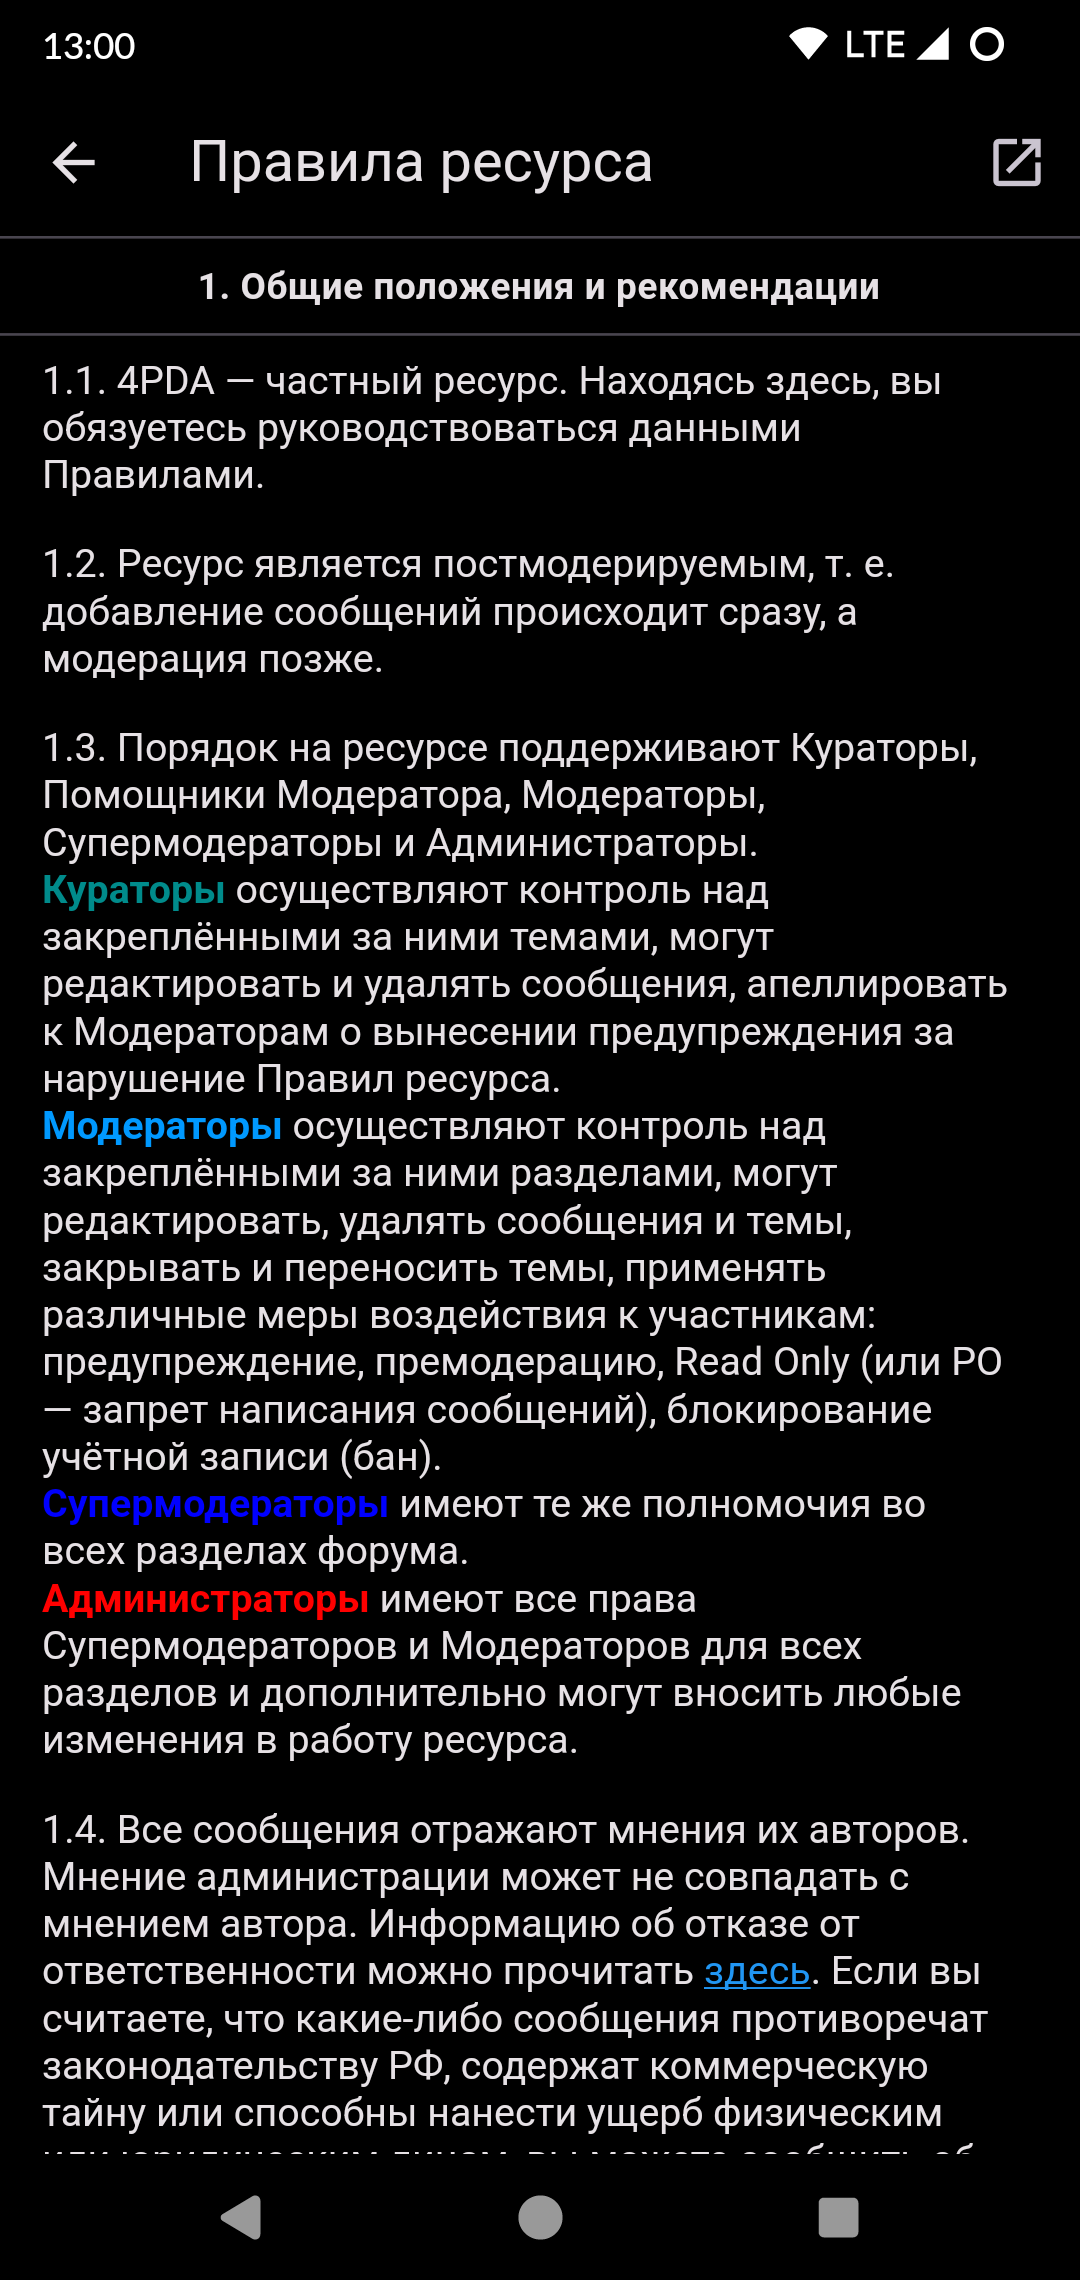 13:00
LTE
Правила ресурса
1. Общие положения и рекомендации
1.1. 4PDA — частный ресурс. Находясь здесь, вы
обязуетесь руководствоваться данными
Правилами.
1.2. Ресурс является постмодерируемым, т. е.
добавление сообщений происходит сразу, а
модерация позже.
1.3. Порядок на ресурсе поддерживают Кураторы,
Помощники Модератора, Модераторы,
Супермодераторы и Администраторы.
Кураторы осуществляют контроль над
закреплёнными за ними темами, могут
редактировать и удалять сообщения, апеллировать
к Модераторам о вынесении предупреждения за
нарушение Правил ресурса.
Модераторы осуществляют контроль над
закреплёнными за ними разделами, могут
редактировать, удалять сообщения и темы,
закрывать и переносить темы, применять
различные меры воздействия к участникам:
предупреждение, премодерацию, Read Only (или РО
— запрет написания сообщений), блокирование
учётной записи (бан).
Супермодераторы имеют те же полномочия во
всех разделах форума.
Администраторы имеют все права
Супермодераторов и Модераторов для всех
разделов и дополнительно могут вносить любые
изменения в работу ресурса.
1.4. Все сообщения отражают мнения их авторов.
Мнение администрации может не совпадать с
мнением автора. Информацию об отказе от
ответственности можно прочитать здесь. Если вы
считаете, что какие-либо сообщения противоречат
законодательству РФ, содержат коммерческую
тайну или способны нанести ущерб физическим
или юридическим лицам, вы можете сообщить об